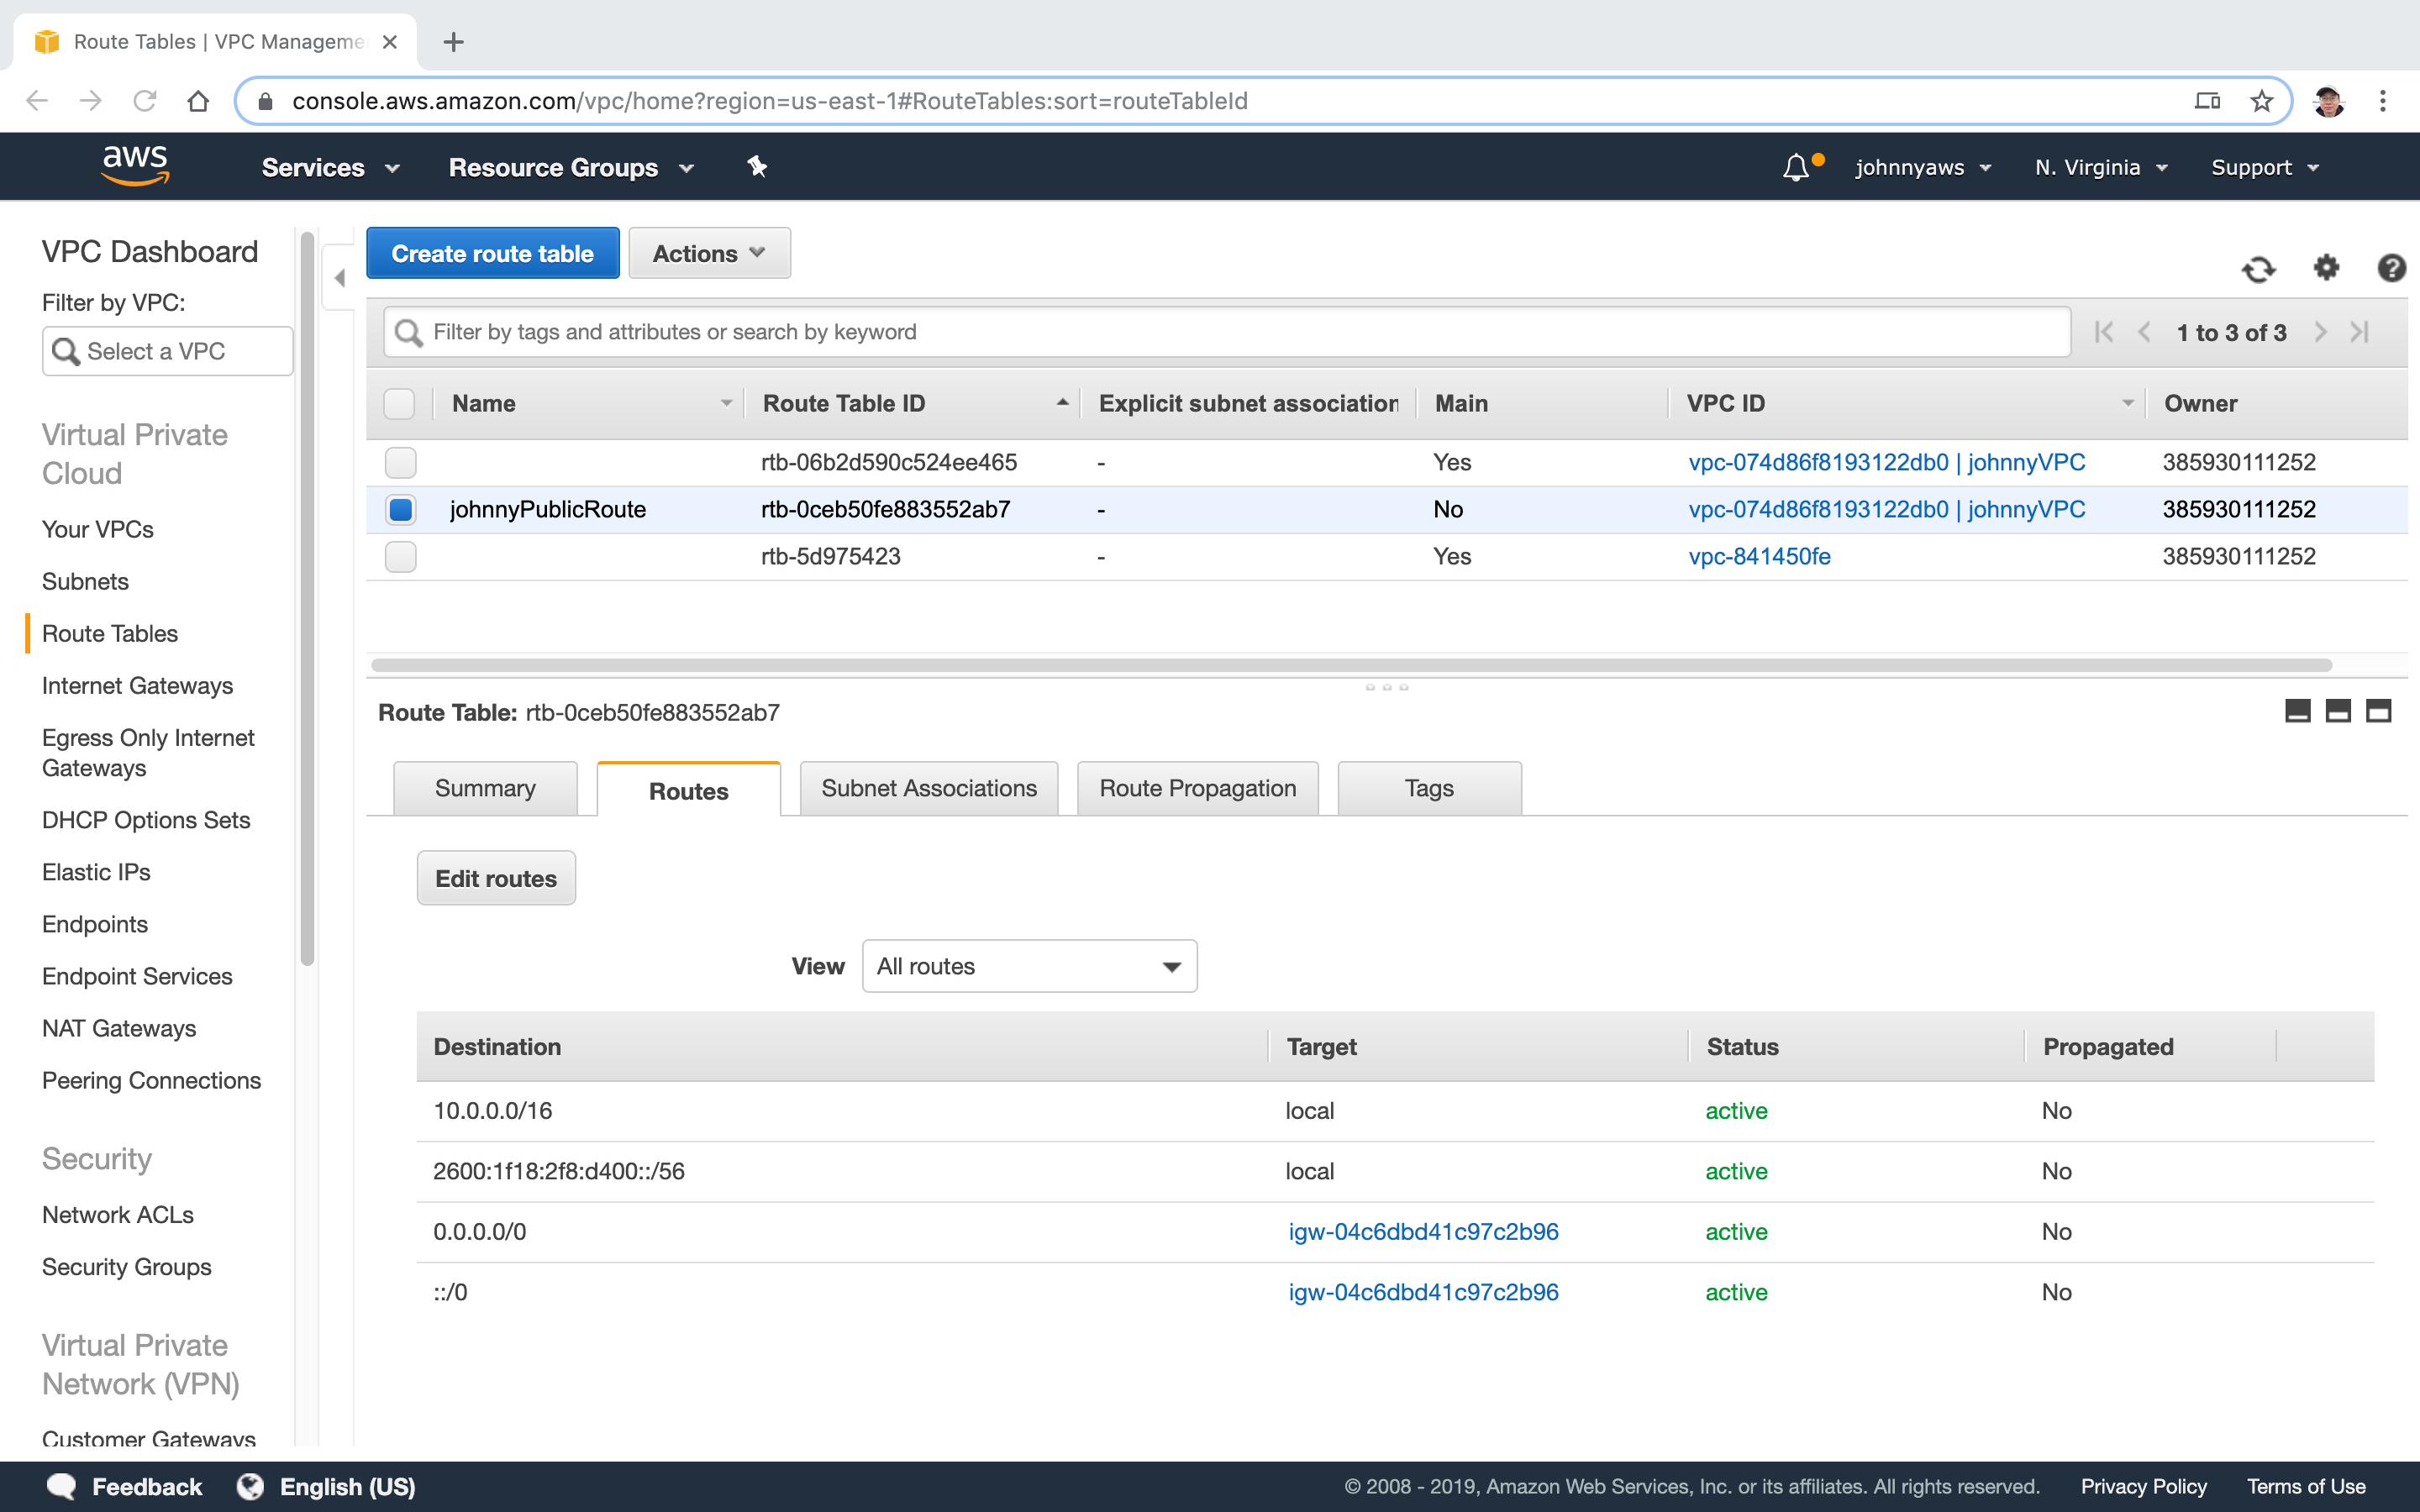 Route Tables | VPC Manageme
console.aws.amazon.com/vpc/home?region=us-east-1#RouteTables:sort=routeTableId
aws Services Resource Groups johnnyaws N. Virginia Support
VPC Dashboard
Filter by VPC:
Select a VPC
Virtual Private
Cloud
Your VPCs
Subnets
Route Tables
Internet Gateways
Egress Only Internet
Gateways
DHCP Options Sets
Elastic IPs
Endpoints
Endpoint Services
NAT Gateways
Peering Connections
Security
Network ACLs
Security Groups
Virtual Private
Network (VPN)
Customer Gateways
Create route table Actions
Filter by tags and attributes or search by keyword 1 to 3 of 3
Name Route Table ID Explicit subnet association Main VPC ID Owner
rtb-06b2d590c524ee465 - Yes vpc-074d86f8193122db0 | johnnyVPC 385930111252
johnnyPublicRoute rtb-0ceb50fe883552ab7 - No vpc-074d86f8193122db0 | johnnyVPC 385930111252
rtb-5d975423 - Yes vpc-841450fe 385930111252
Route Table: rtb-0ceb50fe883552ab7
Summary Routes Subnet Associations Route Propagation Tags
Edit routes
View All routes
Destination Target Status Propagated
10.0.0.0/16 local active No
2600:1f18:2f8:d400::/56 local active No
0.0.0.0/0 igw-04c6dbd41c97c2b96 active No
::/0 igw-04c6dbd41c97c2b96 active No
Feedback English (US) © 2008 - 2019, Amazon Web Services, Inc. or its affiliates. All rights reserved. Privacy Policy Terms of Use